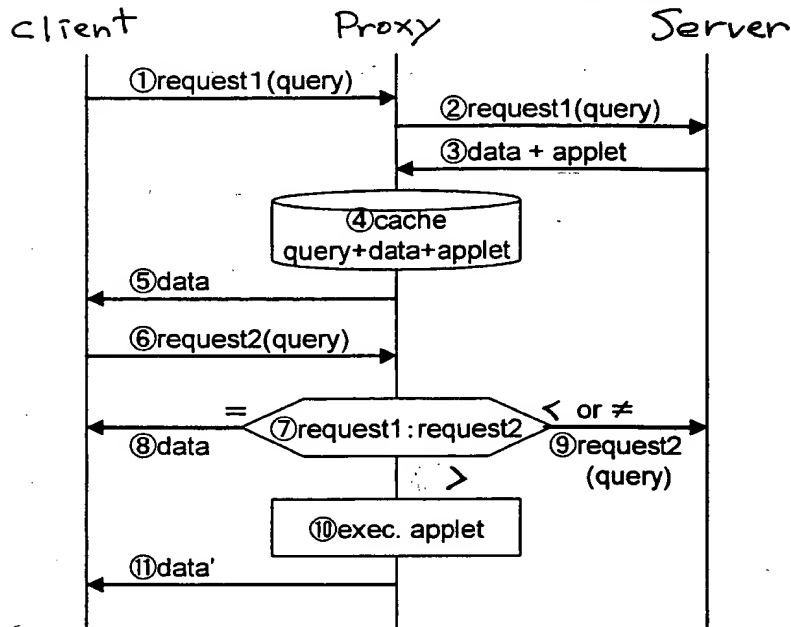 client Proxy Server
①request1(query)
②request1(query)
③data + applet
④cache
query+data+applet
⑤data
⑥request2(query)
= ⑦request1:request2 < or ≠
⑧data ⑨request2
(query)
>
⑩exec. applet
⑪data'